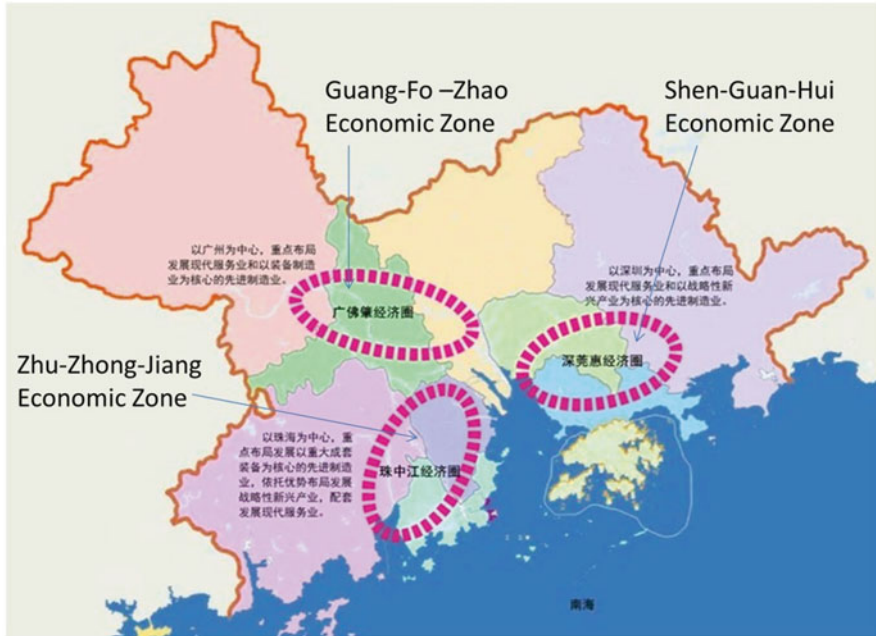 Guang-Fo –Zhao
Economic Zone
Shen-Guan-Hui
Economic Zone
以广州为中心，重点布局
发展现代服务业和以装备制造
业为核心的先进制造业。
以深圳为中心，重点布局
发展现代服务业和以战略性新
兴产业为核心的先进制造业。
广佛肇经济圈
深莞惠经济圈
Zhu-Zhong-Jiang
Economic Zone
以珠海为中心，重
点布局发展以重大成套
装备为核心的先进制造
业，依托优势布局发展
战略性新兴产业，配套
发展现代服务业。
珠中江经济圈
南海